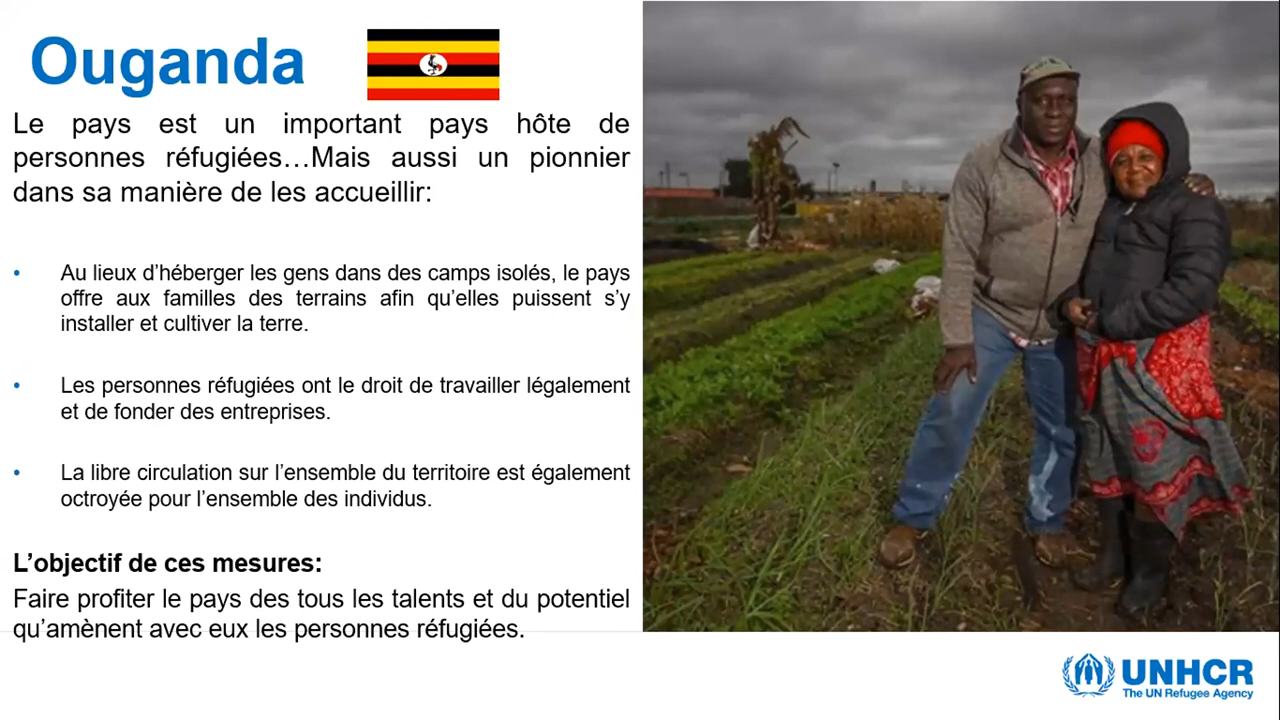 Ouganda
Le pays est un important pays hôte de
personnes réfugiées…Mais aussi un pionnier
dans sa manière de les accueillir:
• Au lieux d’héberger les gens dans des camps isolés, le pays
offre aux familles des terrains afin qu’elles puissent s’y
installer et cultiver la terre.
• Les personnes réfugiées ont le droit de travailler légalement
et de fonder des entreprises.
• La libre circulation sur l’ensemble du territoire est également
octroyée pour l’ensemble des individus.
L’objectif de ces mesures:
Faire profiter le pays des tous les talents et du potentiel
qu’amènent avec eux les personnes réfugiées.
UNHCR
The UN Refugee Agency